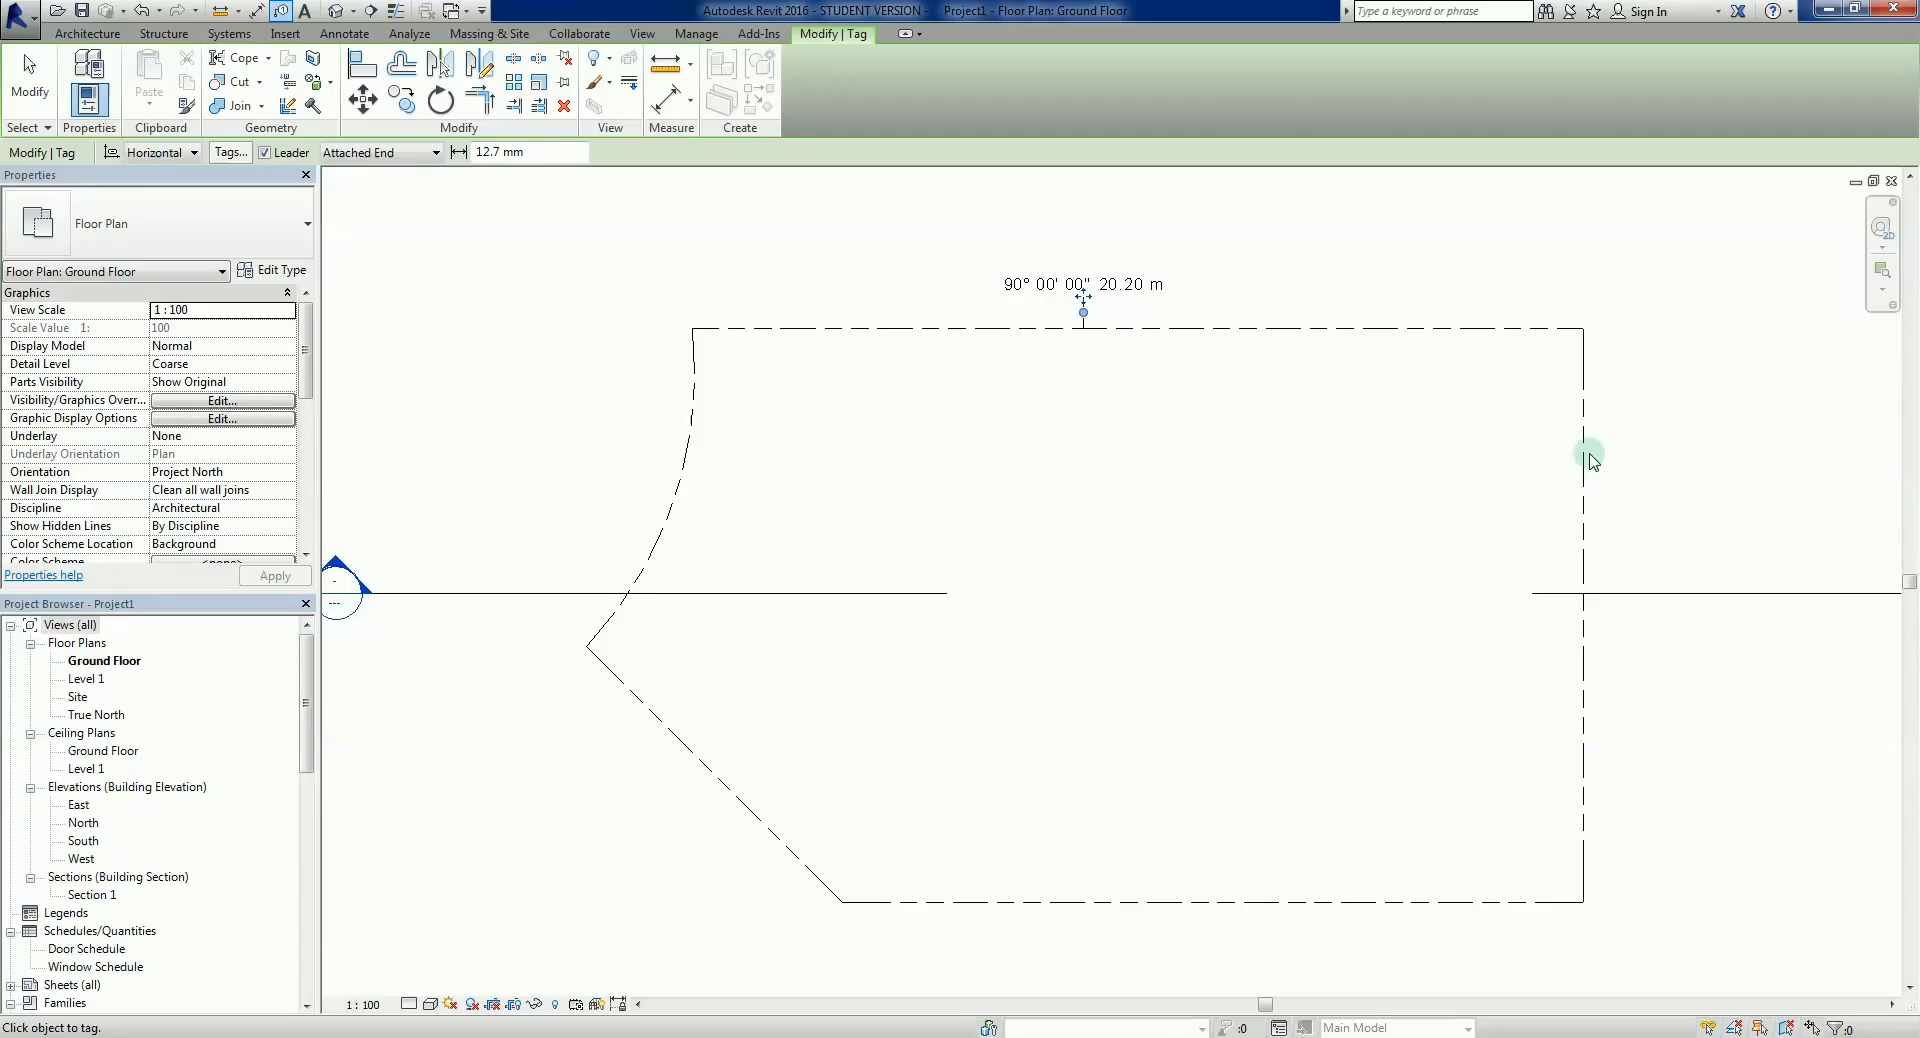 Autodesk Revit 2016 - STUDENT VERSION -    Project1 - Floor Plan: Ground Floor
Type a keyword or phrase
Sign In
Architecture
Structure
Systems
Insert
Annotate
Analyze
Massing & Site
Collaborate
View
Manage
Add-Ins
Modify | Tag
Modify
Paste
Cope
Cut
Join
Select
Properties
Clipboard
Geometry
Modify
View
Measure
Create
Modify | Tag
Horizontal
Tags...
Leader
Attached End
12.7 mm
Properties
Floor Plan
Floor Plan: Ground Floor
Edit Type
Graphics
View Scale 1 : 100
Scale Value 1: 100
Display Model Normal
Detail Level Coarse
Parts Visibility Show Original
Visibility/Graphics Overr... Edit...
Graphic Display Options Edit...
Underlay None
Underlay Orientation Plan
Orientation Project North
Wall Join Display Clean all wall joins
Discipline Architectural
Show Hidden Lines By Discipline
Color Scheme Location Background
Color Scheme <none>
Properties help
Apply
Project Browser - Project1
Views (all)
Floor Plans
Ground Floor
Level 1
Site
True North
Ceiling Plans
Ground Floor
Level 1
Elevations (Building Elevation)
East
North
South
West
Sections (Building Section)
Section 1
Legends
Schedules/Quantities
Door Schedule
Window Schedule
Sheets (all)
Families
90° 00' 00" 20.20 m
-
---
2D
1 : 100
Click object to tag.
:0
Main Model
:0